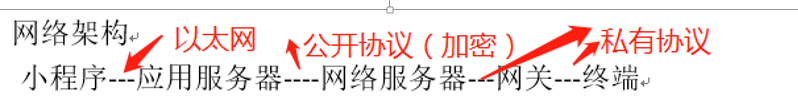 网络架构
以太网
公开协议（加密）
私有协议
小程序---应用服务器----网络服务器---网关---终端